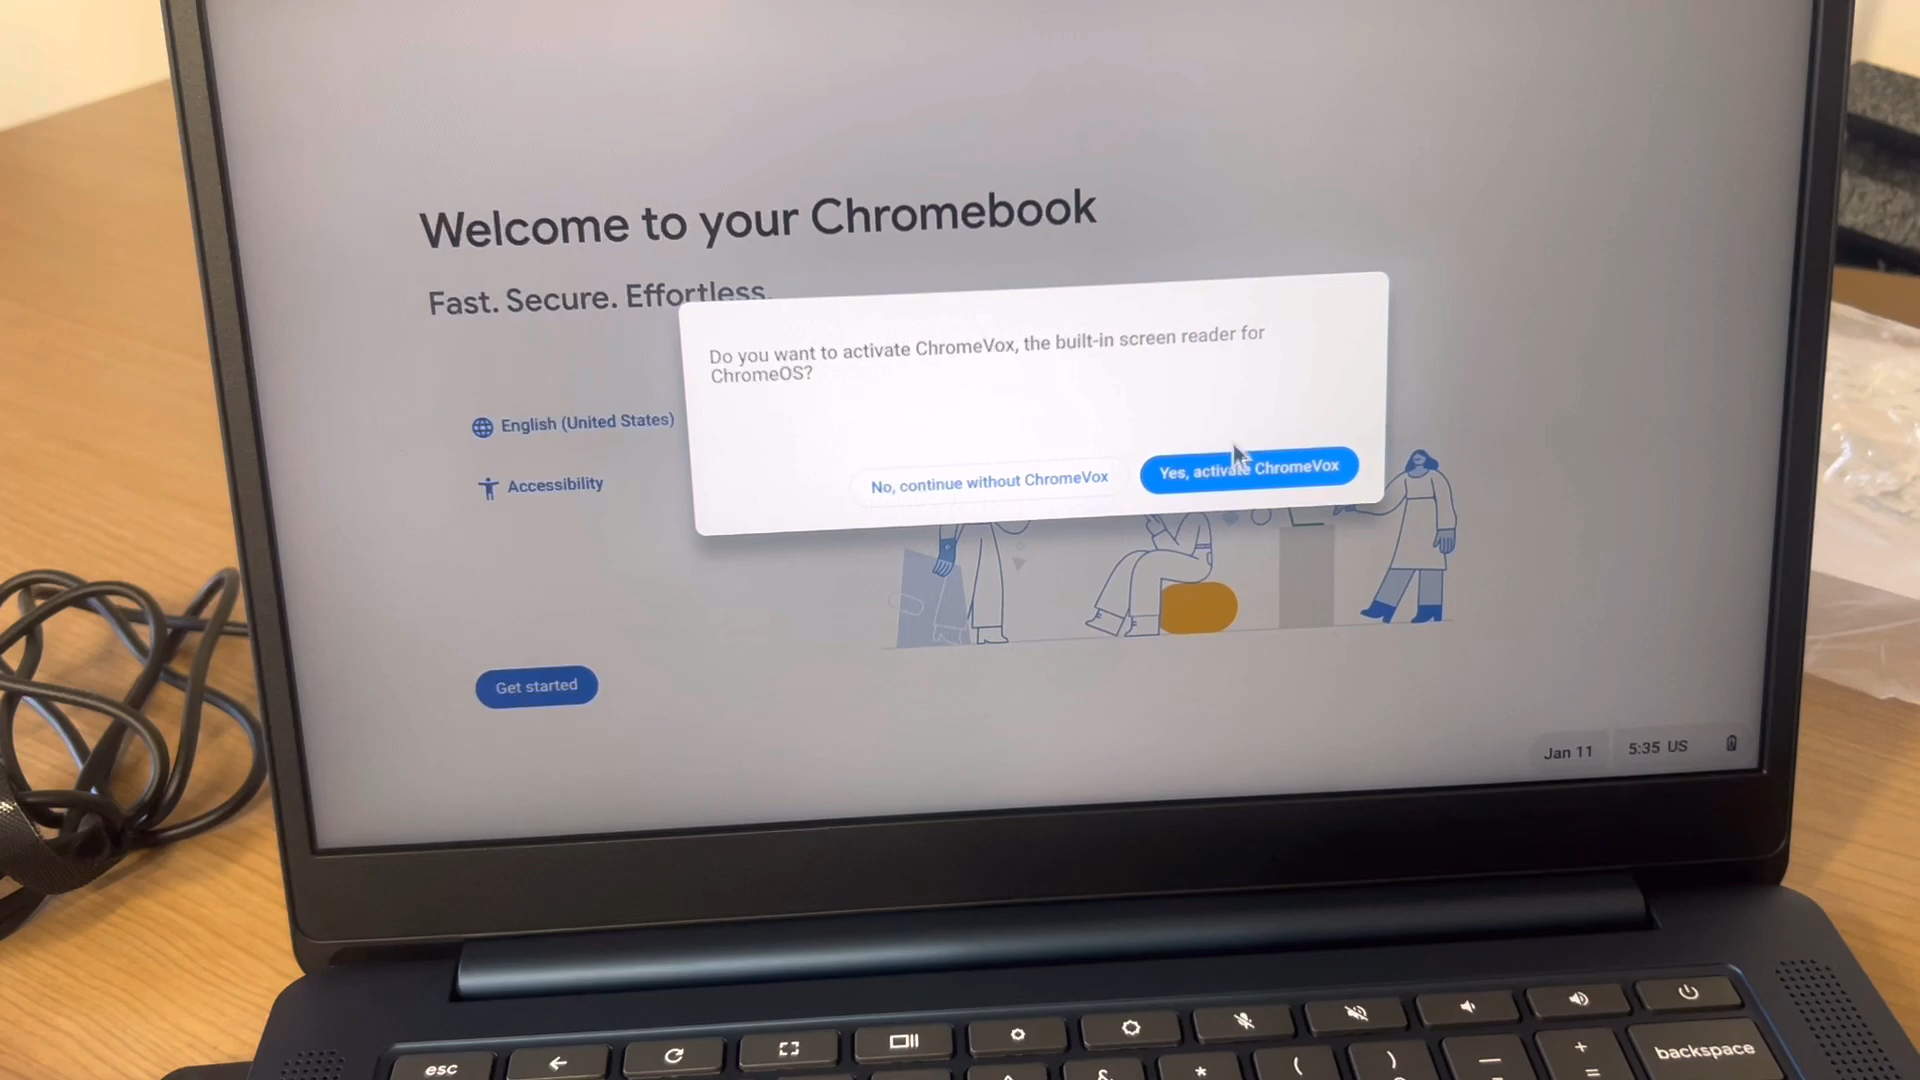 Welcome to your Chromebook
Fast. Secure. Effortless.
Do you want to activate ChromeVox, the built-in screen reader for
ChromeOS?
English (United States)
Accessibility
No, continue without ChromeVox
Yes, activate ChromeVox
Get started
Jan 11
5:35 US
esc
backspace